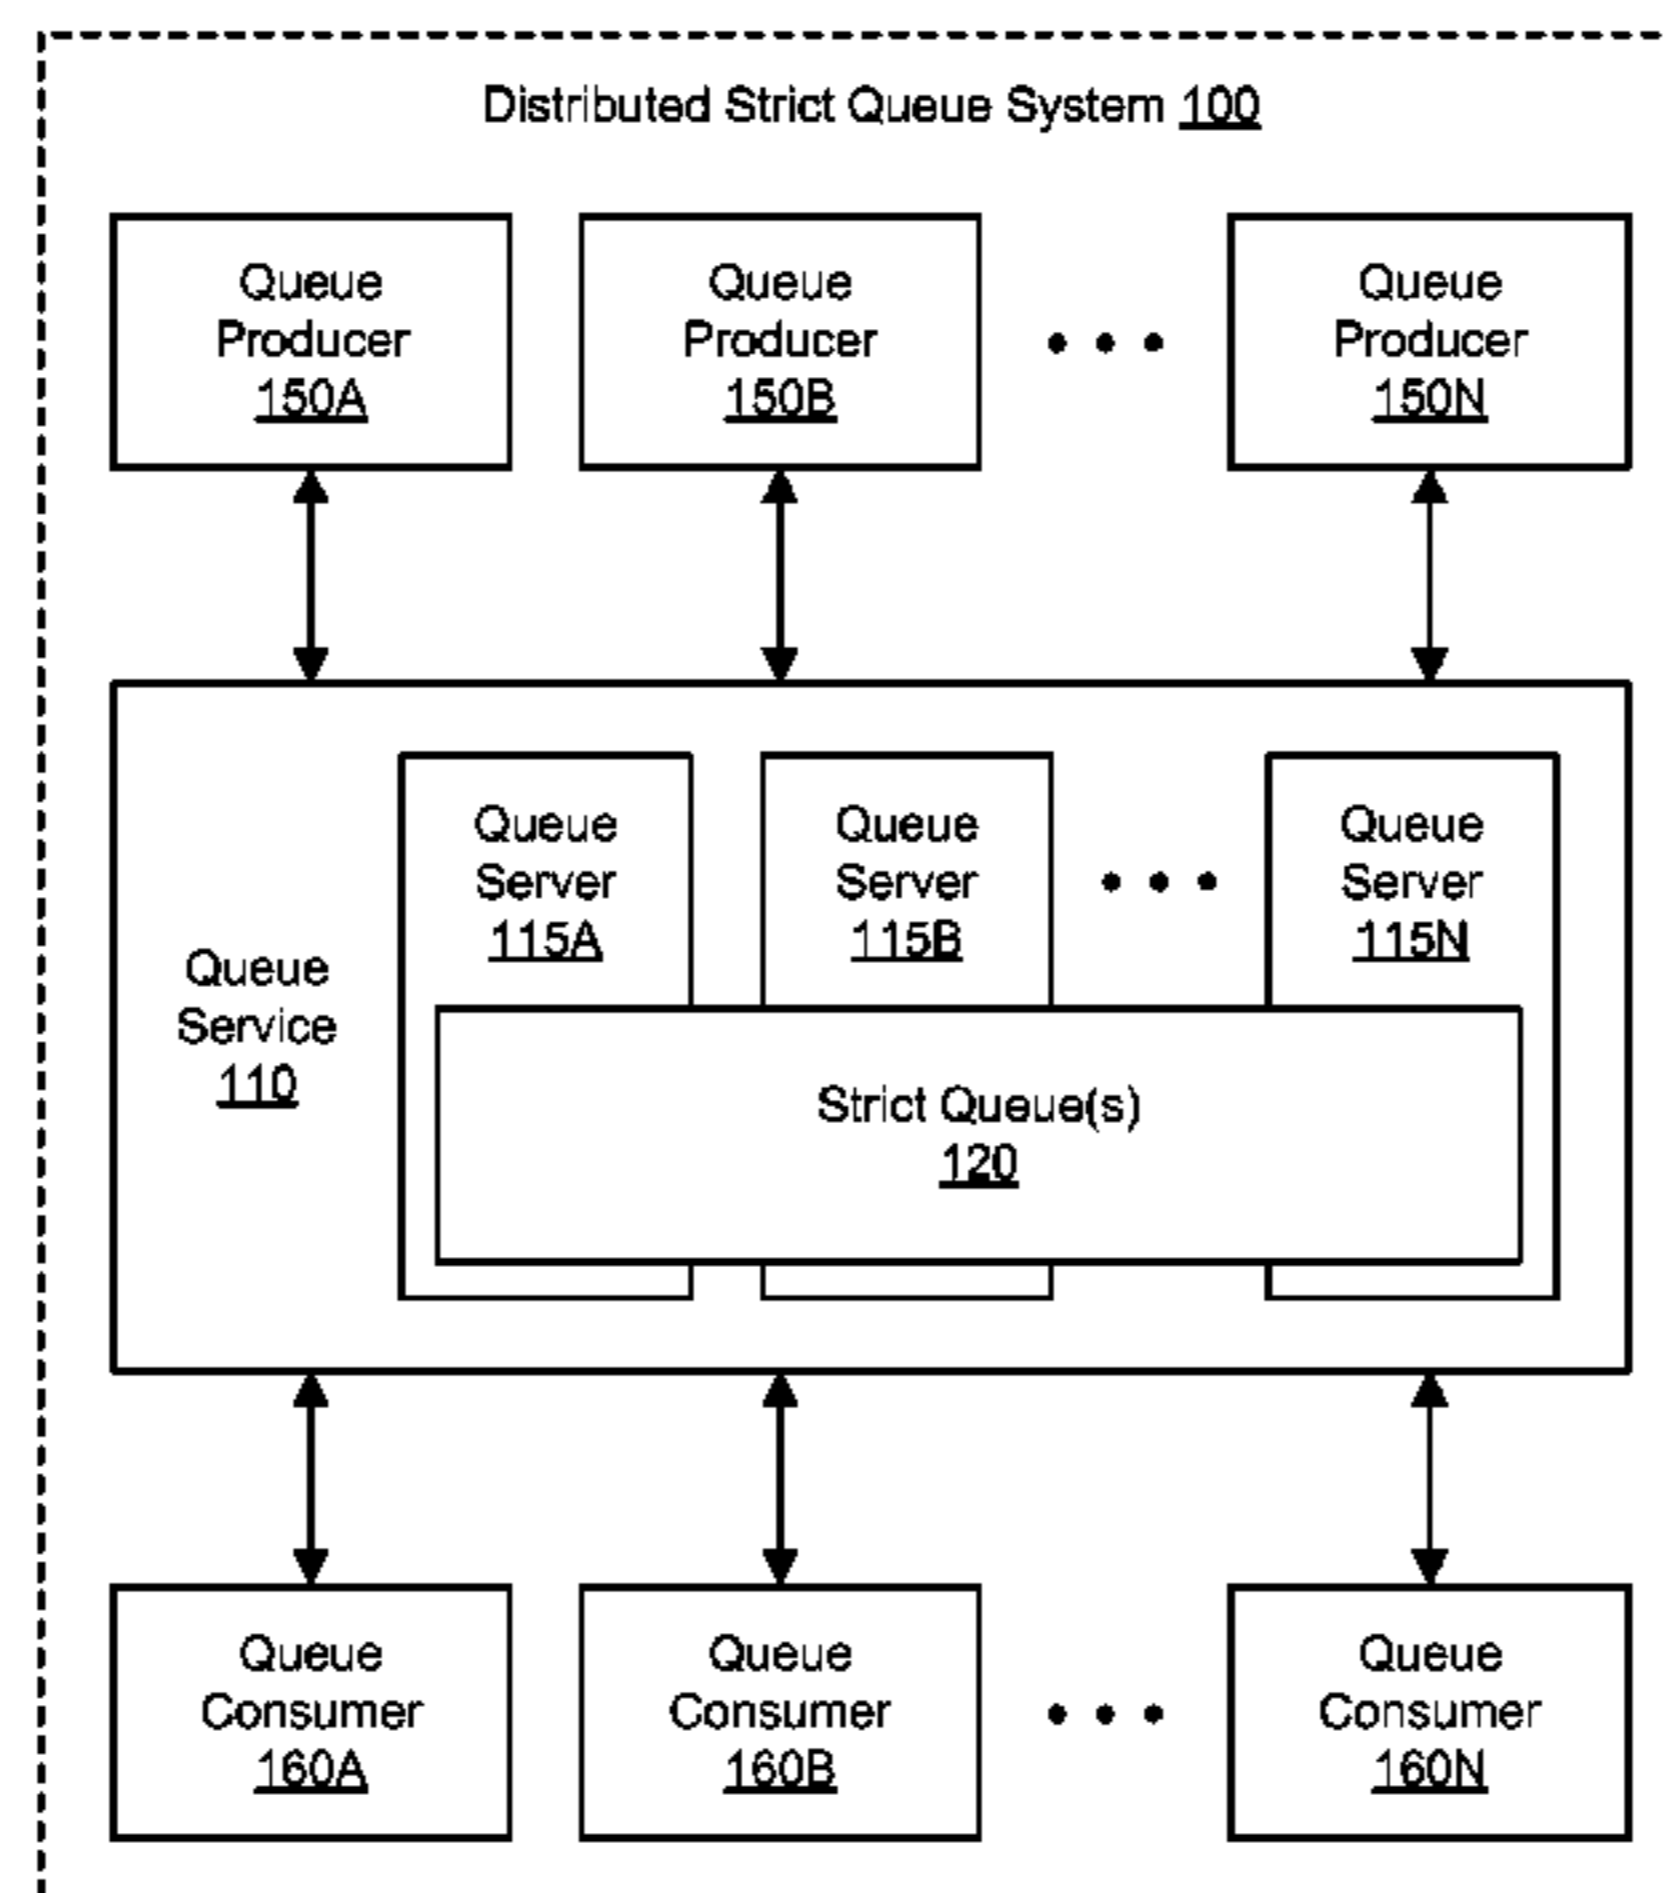 Distributed Strict Queue System 100
Queue
Producer
150A
Queue
Producer
150B
Queue
Producer
150N
Queue
Service
110
Queue
Server
115A
Queue
Server
115B
Queue
Server
115N
Strict Queue(s)
120
Queue
Consumer
160A
Queue
Consumer
160B
Queue
Consumer
160N